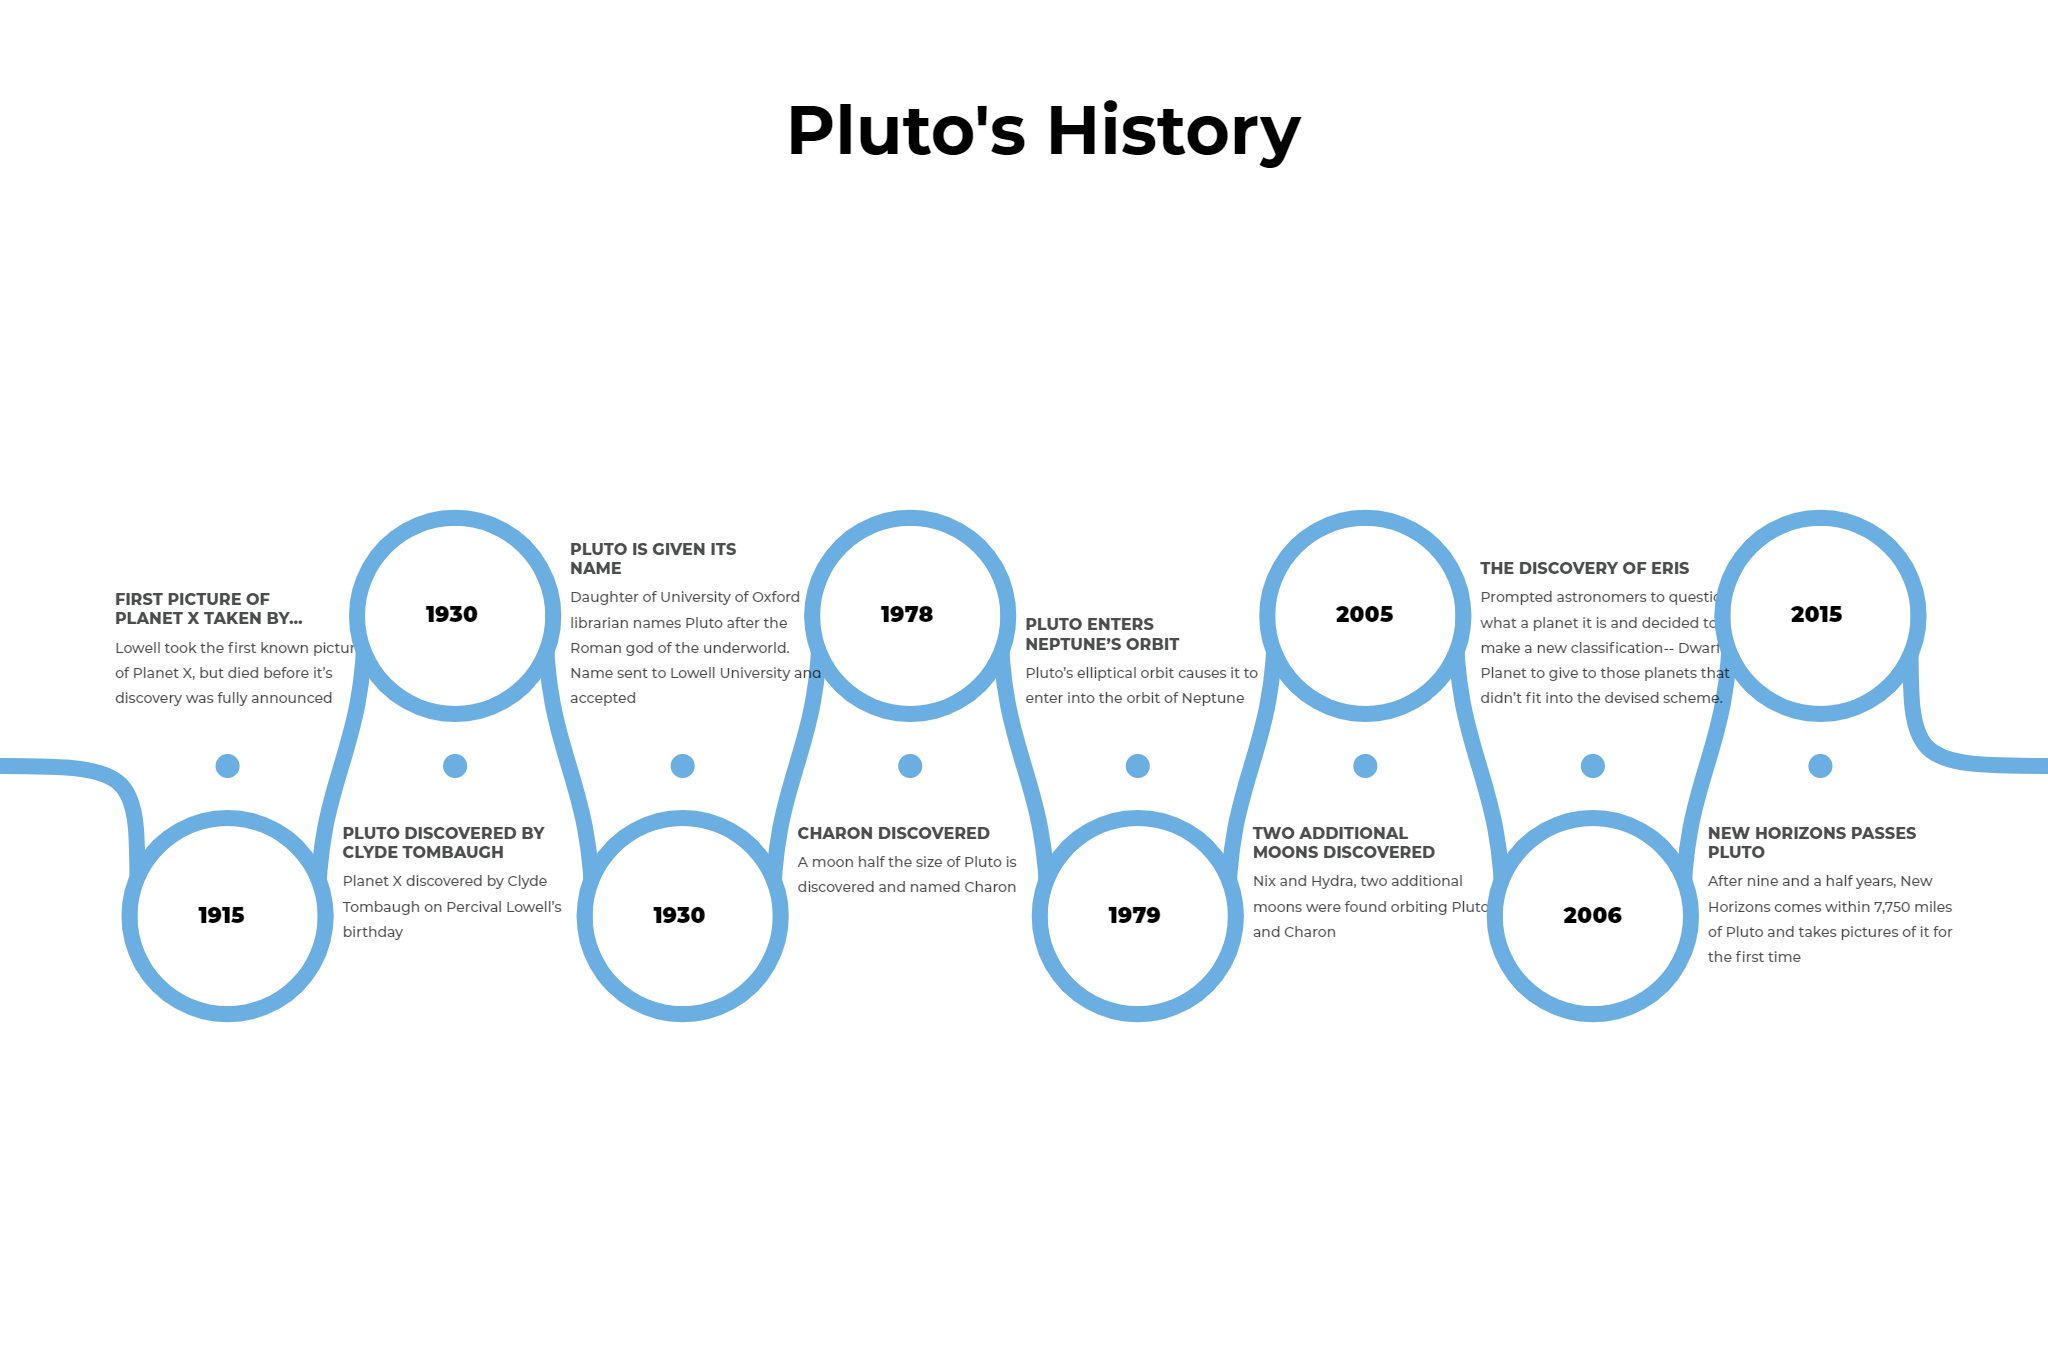 Pluto's History
FIRST PICTURE OF
PLANET X TAKEN BY...
Lowell took the first known pictur
of Planet X, but died before it's
discovery was fully announced
1915
1930
PLUTO DISCOVERED BY
CLYDE TOMBAUGH
Planet X discovered by Clyde
Tombaugh on Percival Lowell's
birthday
PLUTO IS GIVEN ITS
NAME
Daughter of University of Oxford
librarian names Pluto after the
Roman god of the underworld.
Name sent to Lowell University and
accepted
1930
1978
CHARON DISCOVERED
A moon half the size of Pluto is
discovered and named Charon
PLUTO ENTERS
NEPTUNE'S ORBIT
Pluto's elliptical orbit causes it to
enter into the orbit of Neptune
1979
2005
TWO ADDITIONAL
MOONS DISCOVERED
Nix and Hydra, two additional
moons were found orbiting Pluto
and Charon
THE DISCOVERY OF ERIS
Prompted astronomers to questio
what a planet it is and decided to
make a new classification-- Dwarf
Planet to give to those planets that
didn't fit into the devised scheme.
2006
2015
NEW HORIZONS PASSES
PLUTO
After nine and a half years, New
Horizons comes within 7,750 miles
of Pluto and takes pictures of it for
the first time